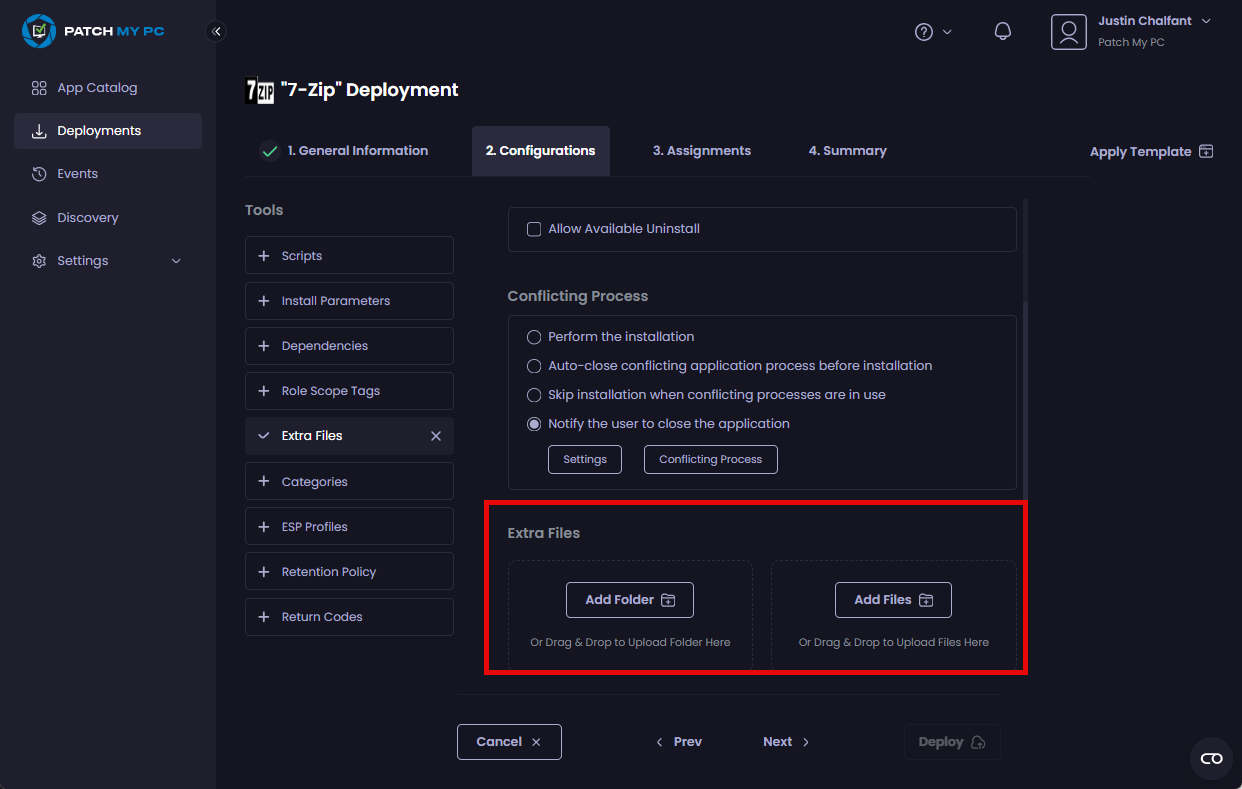 PATCH MY PC
Justin Chalfant
Patch My PC
App Catalog
Deployments
Events
Discovery
Settings
7ZIP "7-Zip" Deployment
1. General Information
2. Configurations
3. Assignments
4. Summary
Apply Template
Tools
Scripts
Install Parameters
Dependencies
Role Scope Tags
Extra Files
Categories
ESP Profiles
Retention Policy
Return Codes
Allow Available Uninstall
Conflicting Process
Perform the installation
Auto-close conflicting application process before installation
Skip installation when conflicting processes are in use
Notify the user to close the application
Settings
Conflicting Process
Extra Files
Add Folder
Or Drag & Drop to Upload Folder Here
Add Files
Or Drag & Drop to Upload Files Here
Cancel
Prev
Next
Deploy